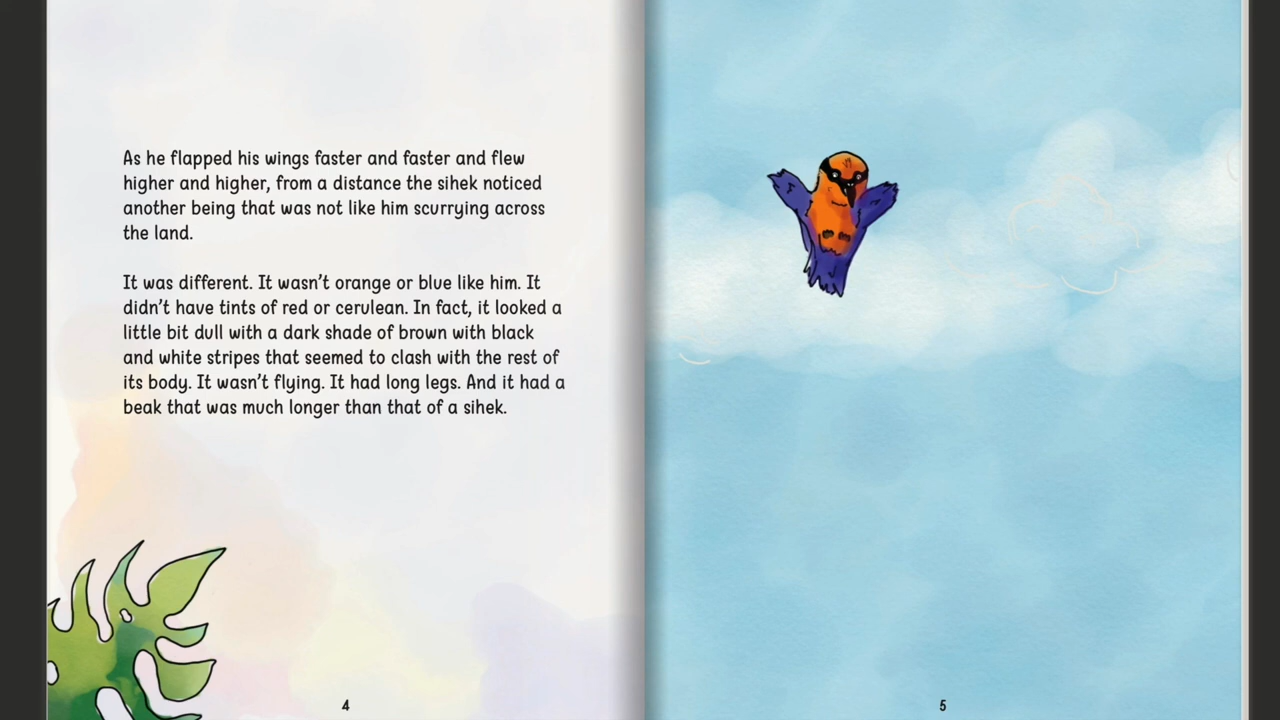 As he flapped his wings faster and faster and flew
higher and higher, from a distance the sihek noticed
another being that was not like him scurrying across
the land.
It was different. It wasn't orange or blue like him. It
didn't have tints of red or cerulean. In fact, it looked a
little bit dull with a dark shade of brown with black
and white stripes that seemed to clash with the rest of
its body. It wasn't flying. It had long legs. And it had a
beak that was much longer than that of a sihek.
4
5